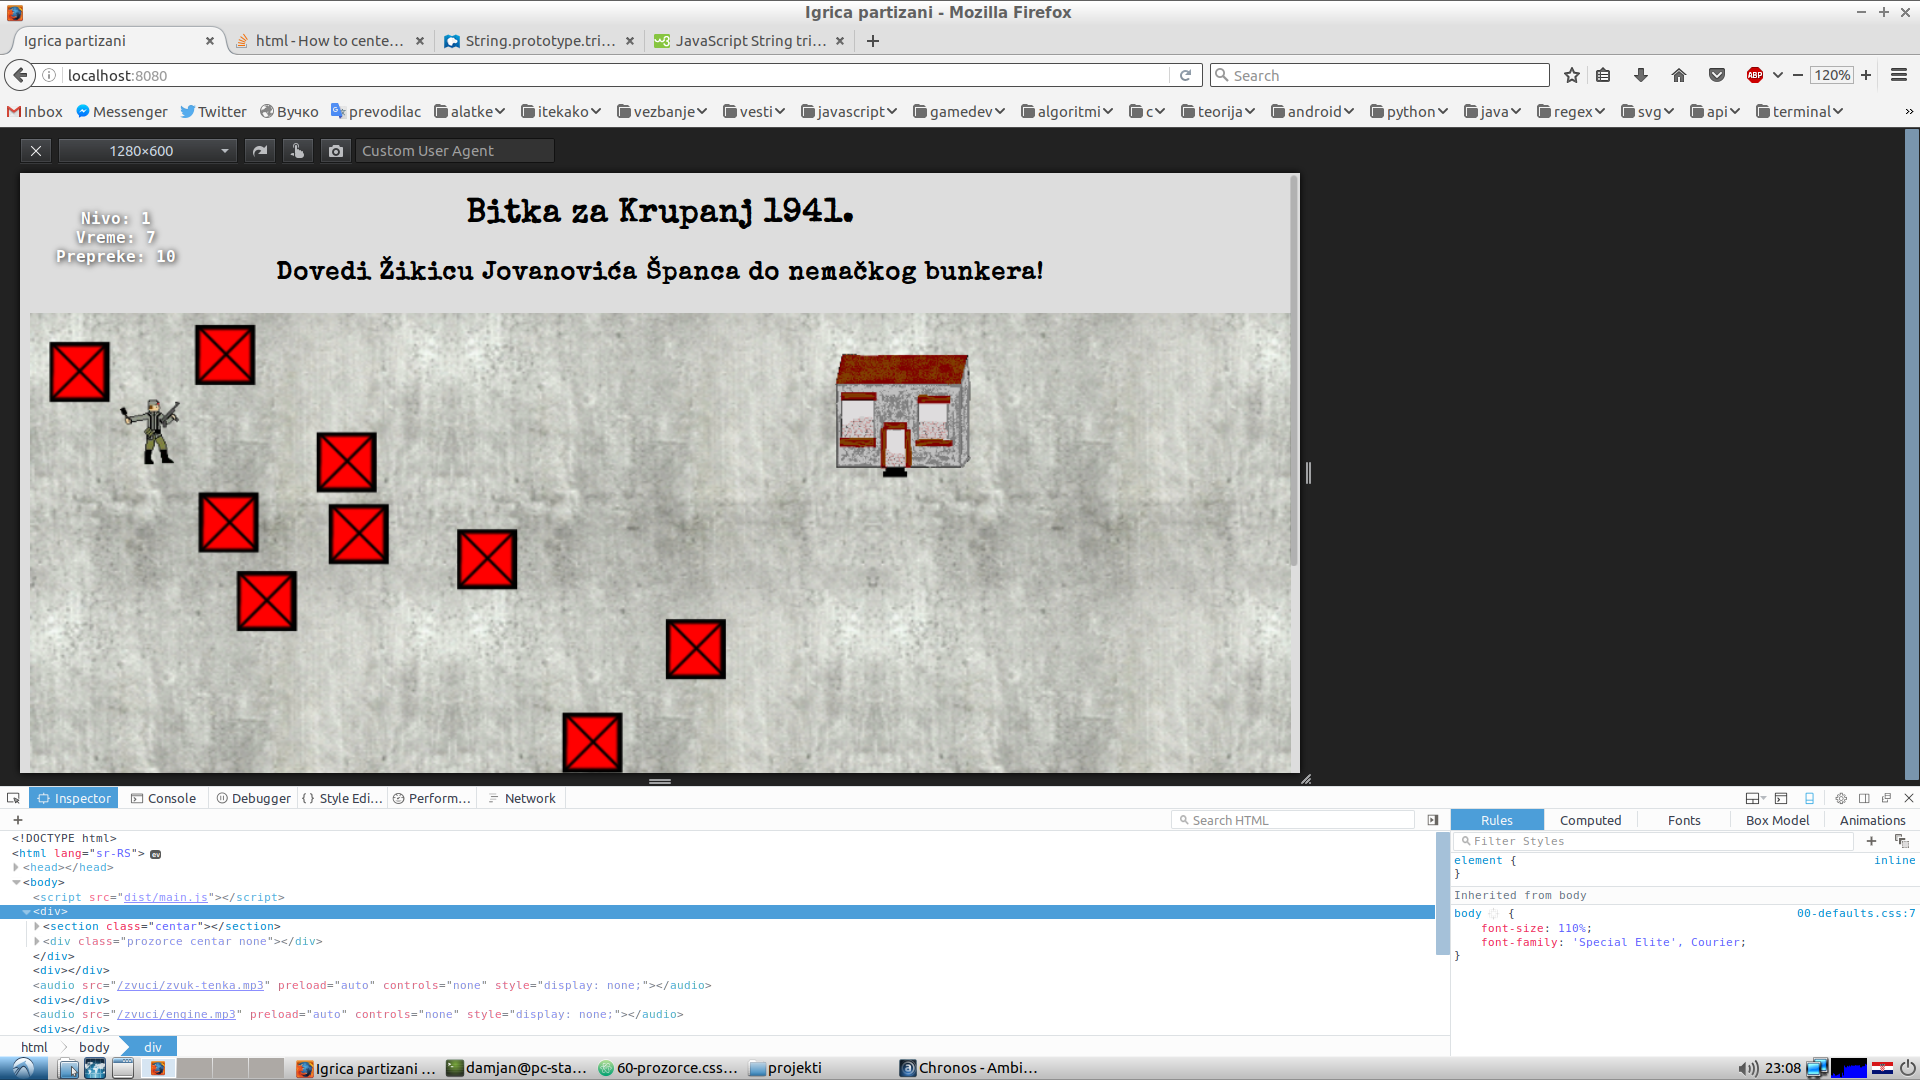 Igrica partizani - Mozilla Firefox
Igrica partizani
html - How to cente...
String.prototype.tri...
JavaScript String tri...
localhost:8080
Search
ABP
120%
Inbox
Messenger
Twitter
Вучко
prevodilac
alatke
itekako
vezbanje
vesti
javascript
gamedev
algoritmi
c
teorija
android
python
java
regex
svg
api
terminal
1280×600
Custom User Agent
Bitka za Krupanj 1941.
Nivo: 1
Vreme: 7
Prepreke: 10
Dovedi Žikicu Jovanovića Španca do nemačkog bunkera!
Inspector
Console
Debugger
Style Edi...
Perform...
Network
Search HTML
Rules
Computed
Fonts
Box Model
Animations
Filter Styles
<!DOCTYPE html>
<html lang="sr-RS"> ev
<head></head>
<body>
<script src="dist/main.js"></script>
<div>
<section class="centar"></section>
<div class="prozorce centar none"></div>
</div>
<div></div>
<audio src="/zvuci/zvuk-tenka.mp3" preload="auto" controls="none" style="display: none;"></audio>
<div></div>
<audio src="/zvuci/engine.mp3" preload="auto" controls="none" style="display: none;"></audio>
<div></div>
element { inline
}
Inherited from body
body { 00-defaults.css:7
font-size: 110%;
font-family: 'Special Elite', Courier;
}
html
body
div
Igrica partizani ...
damjan@pc-sta...
60-prozorce.css...
projekti
Chronos - Ambi...
23:08